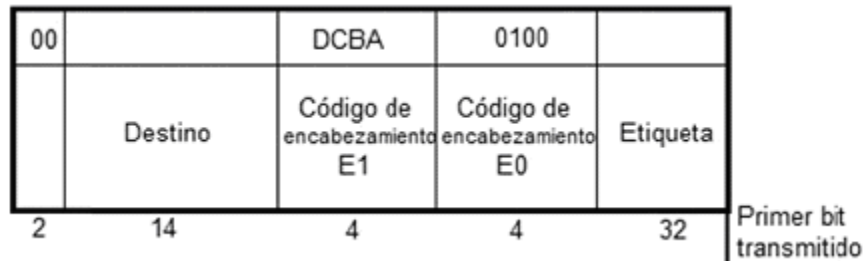 00 DCBA 0100
Destino
Código de
encabezamiento
E1
Código de
encabezamiento
E0
Etiqueta
2 14 4 4 32
Primer bit
transmitido